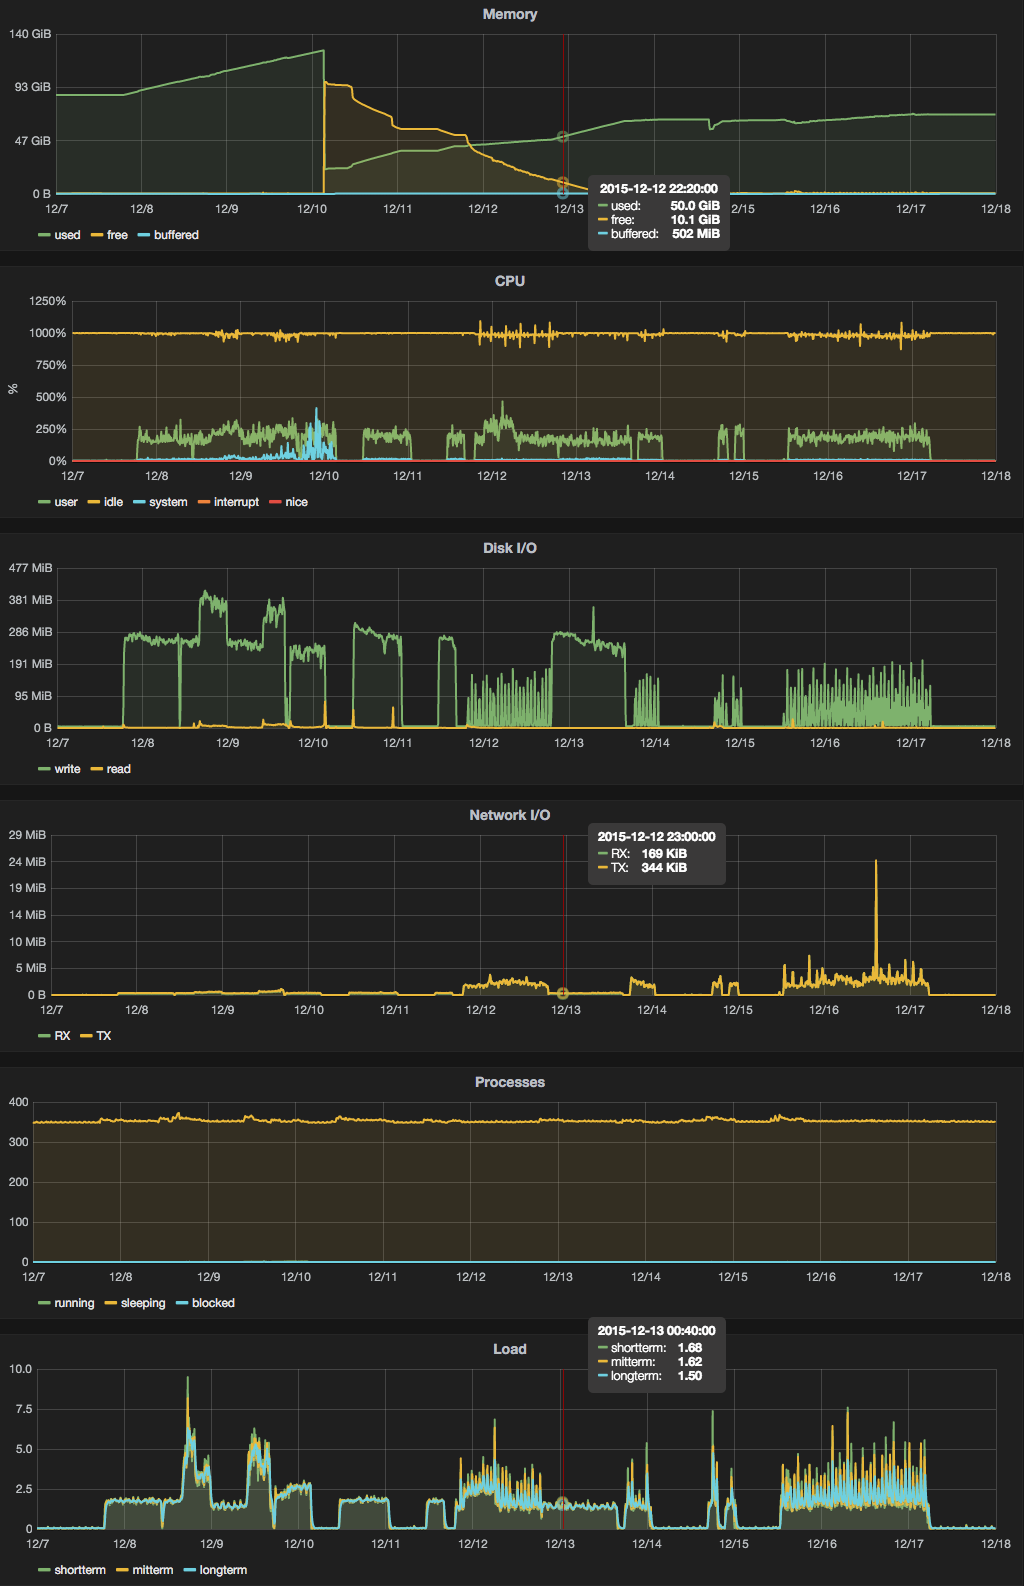 Memory
140 GiB
93 GiB
47 GiB
0 B
12/7 12/8 12/9 12/10 12/11 12/12 12/13 2/15 12/16 12/17 12/18
2015-12-12 22:20:00
used: 50.0 GiB
free: 10.1 GiB
buffered: 502 MiB
used free buffered
CPU
1250%
1000%
750%
500%
250%
0%
%
12/7 12/8 12/9 12/10 12/11 12/12 12/13 12/14 12/15 12/16 12/17 12/18
user idle system interrupt nice
Disk I/O
477 MiB
381 MiB
286 MiB
191 MiB
95 MiB
0 B
12/7 12/8 12/9 12/10 12/11 12/12 12/13 12/14 12/15 12/16 12/17 12/18
write read
Network I/O
29 MiB
24 MiB
19 MiB
14 MiB
10 MiB
5 MiB
0 B
2015-12-12 23:00:00
RX: 169 KiB
TX: 344 KiB
12/7 12/8 12/9 12/10 12/11 12/12 12/13 12/14 12/15 12/16 12/17 12/18
RX TX
Processes
400
300
200
100
0
12/7 12/8 12/9 12/10 12/11 12/12 12/13 12/14 12/15 12/16 12/17 12/18
running sleeping blocked
Load
2015-12-13 00:40:00
shortterm: 1.68
mitterm: 1.62
longterm: 1.50
10.0
7.5
5.0
2.5
0
12/7 12/8 12/9 12/10 12/11 12/12 12/13 12/14 12/15 12/16 12/17 12/18
shortterm mitterm longterm